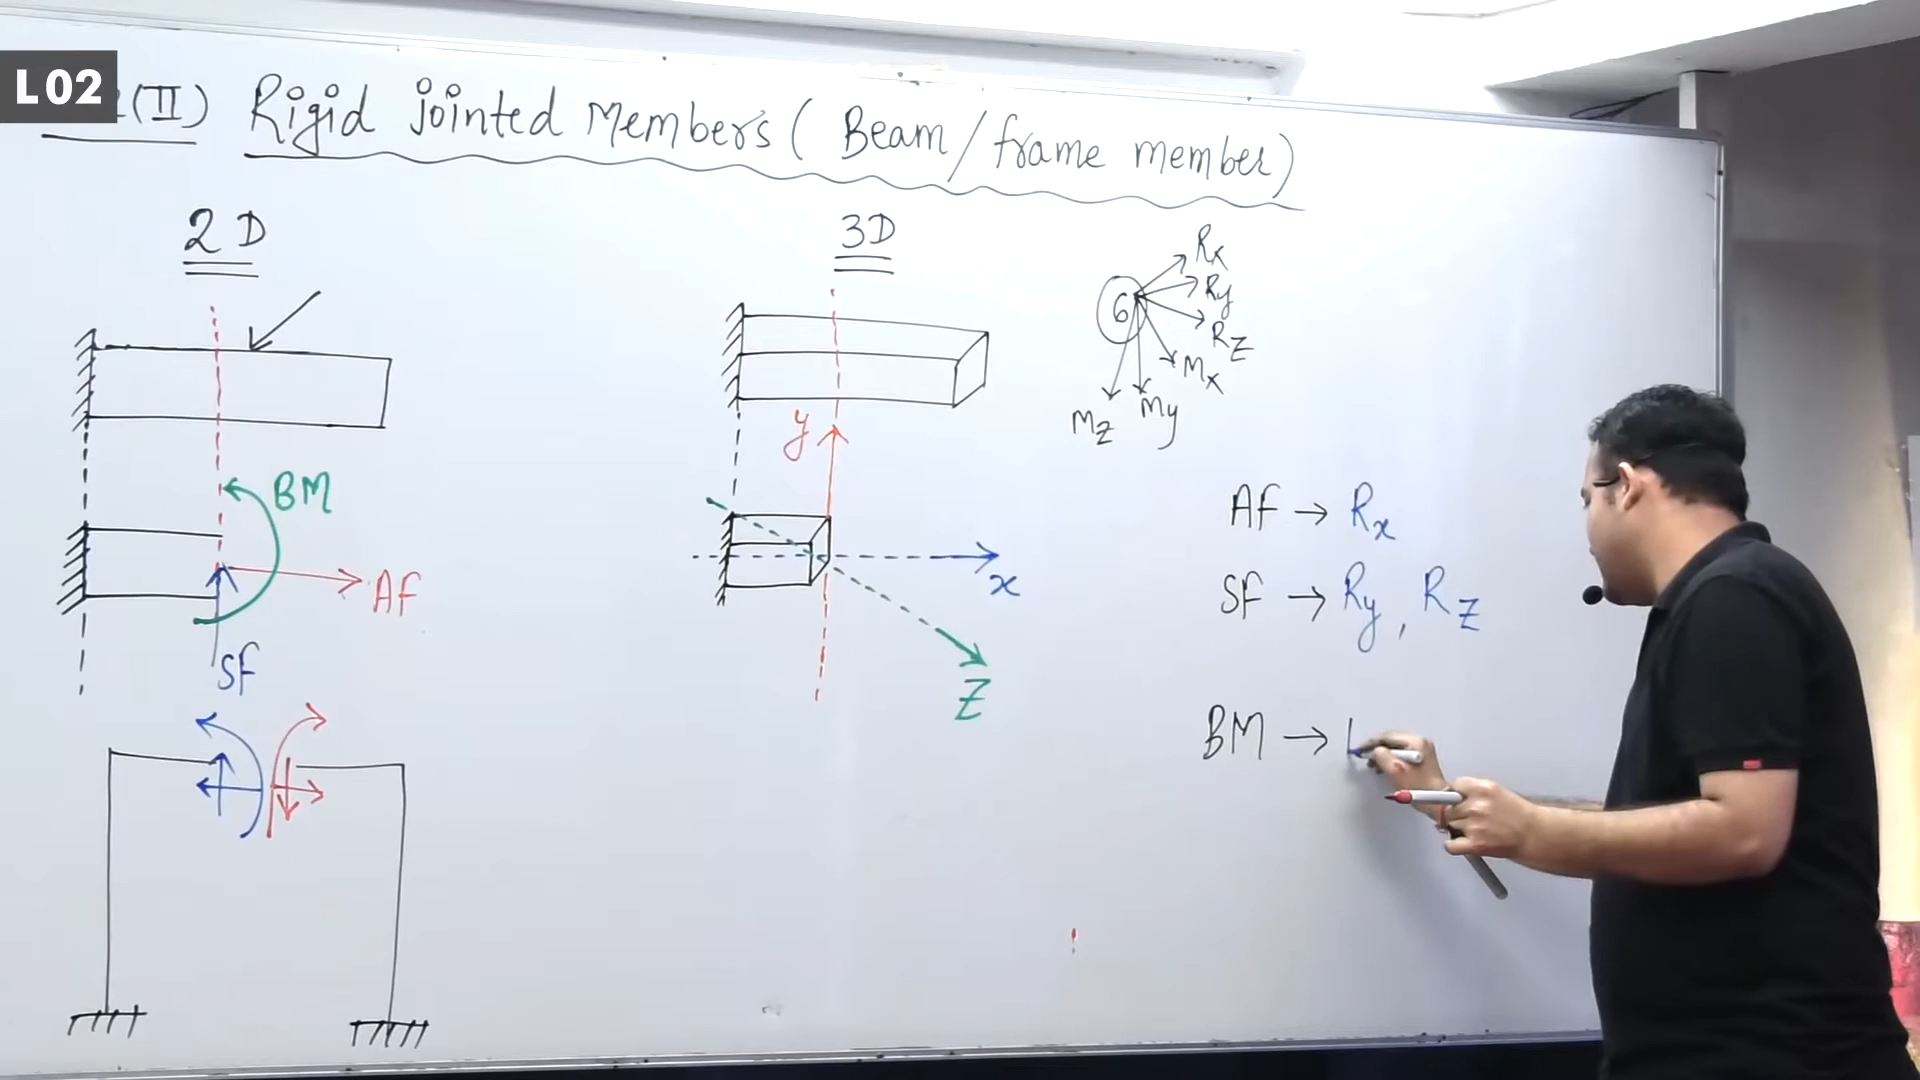 L 02
(II) Rigid jointed Members ( Beam / frame member)
2 D
3D
6
Rx
Ry
Rz
Mx
My
Mz
BM
AF
SF
y
x
Z
AF → Rx
SF → Ry, Rz
BM →